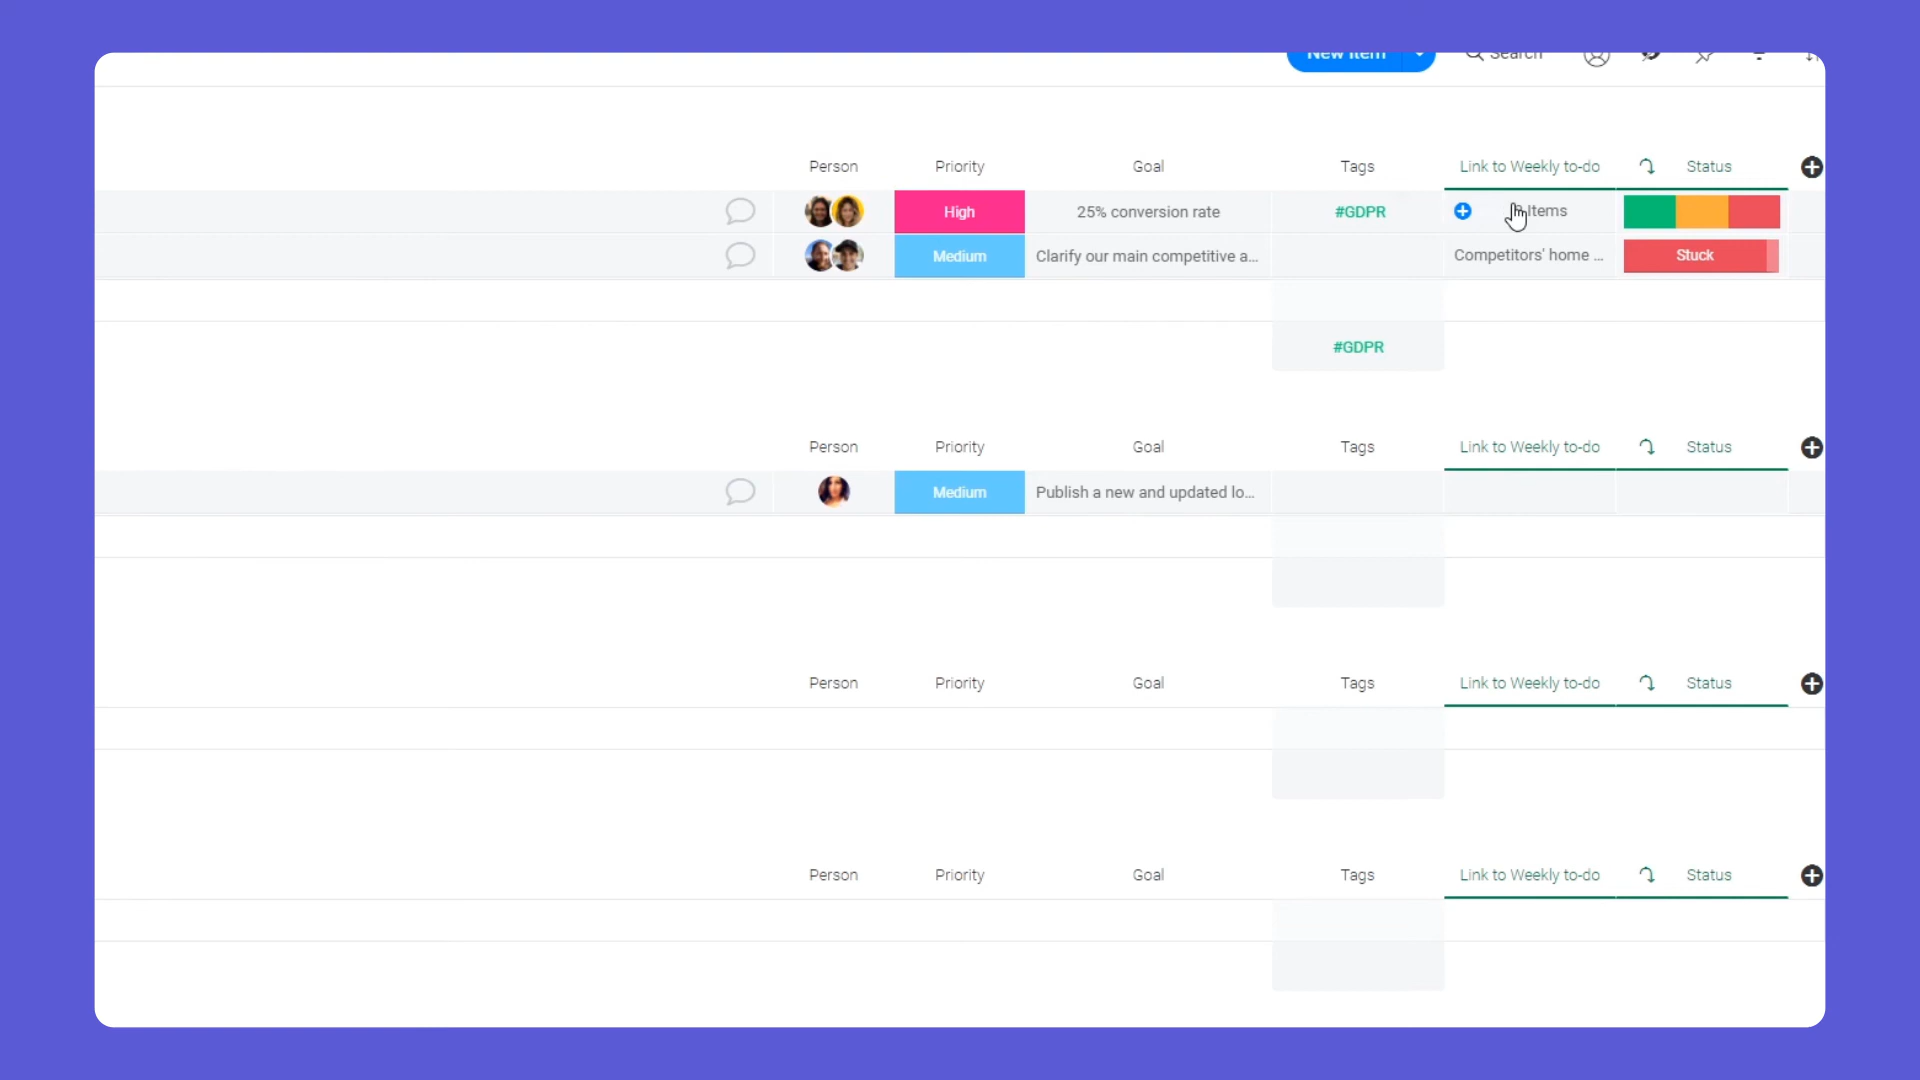 New Item Search
Person Priority Goal Tags Link to Weekly to-do Status
High 25% conversion rate #GDPR Items
Medium Clarify our main competitive a... Competitors' home ... Stuck
#GDPR
Person Priority Goal Tags Link to Weekly to-do Status
Medium Publish a new and updated lo...
Person Priority Goal Tags Link to Weekly to-do Status
Person Priority Goal Tags Link to Weekly to-do Status